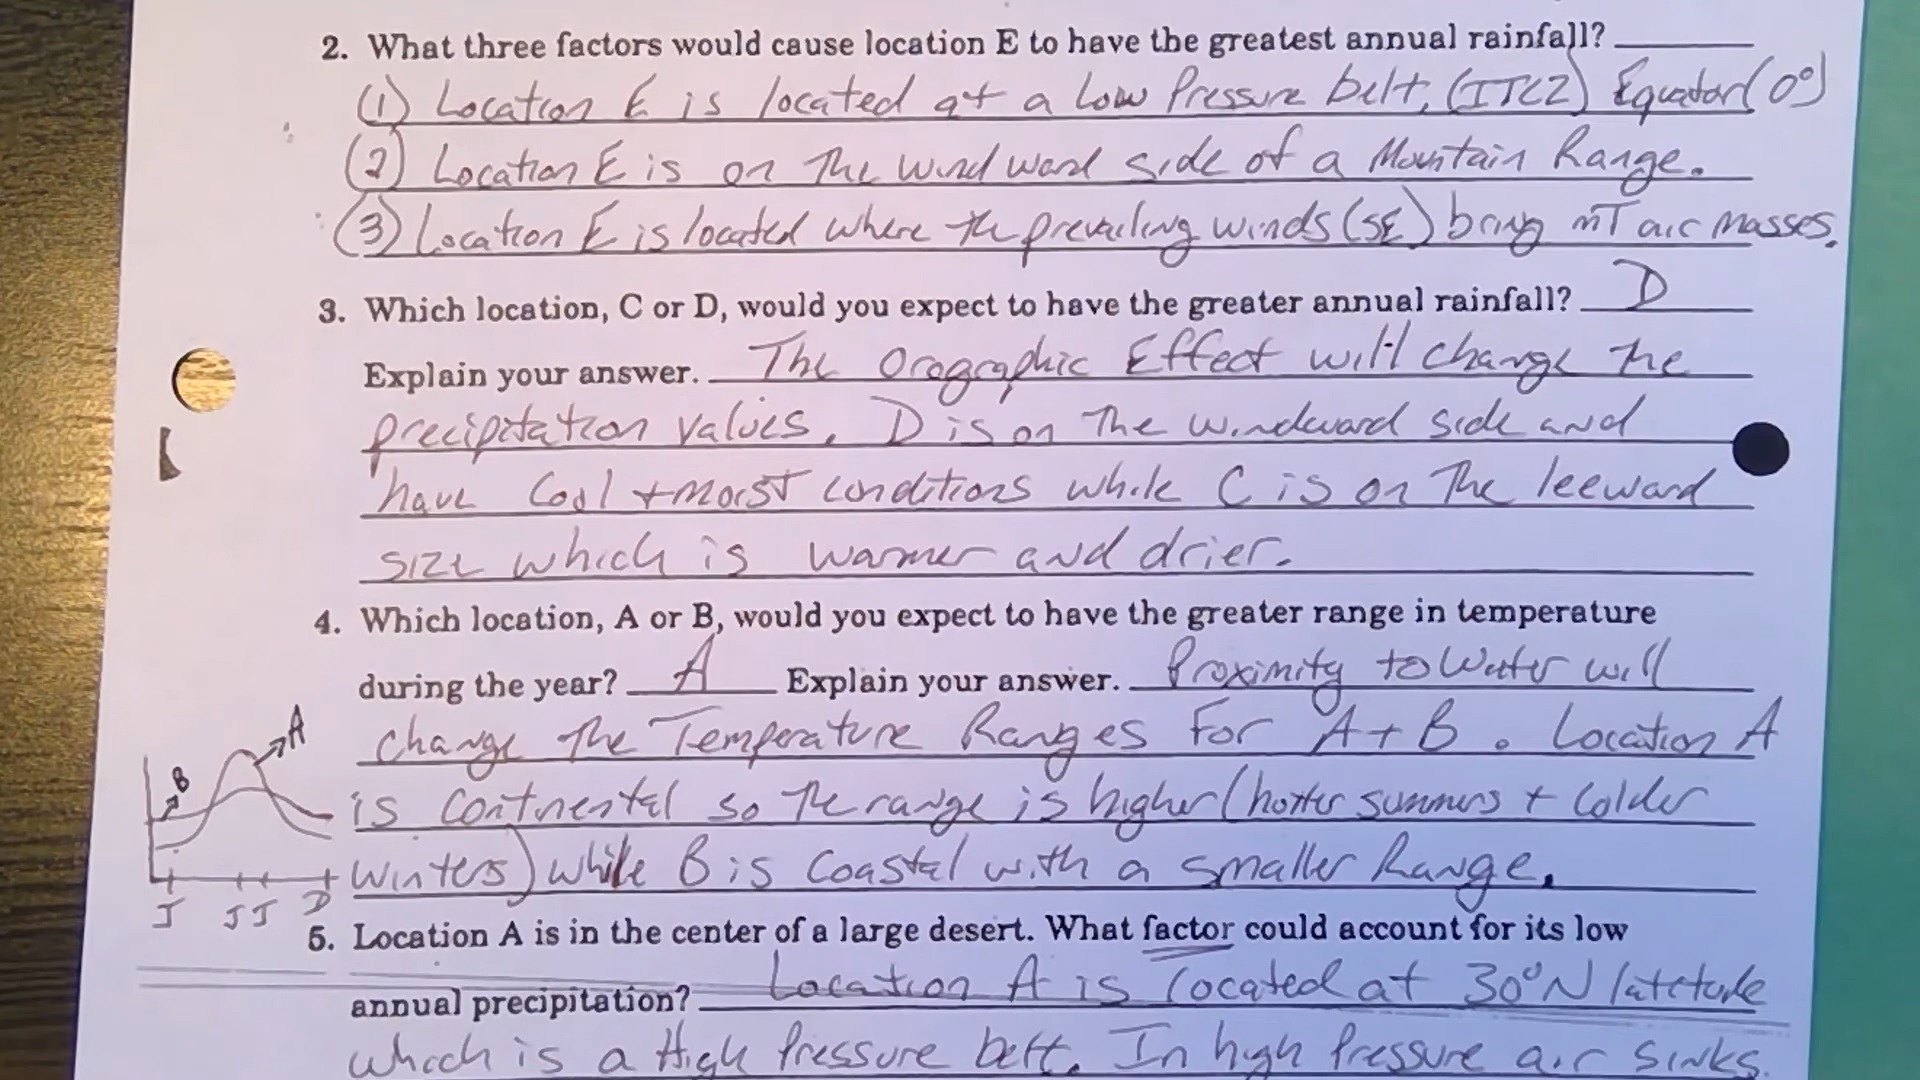 2. What three factors would cause location E to have the greatest annual rainfall?
(1) Location E is located at a Low Pressure belt, (ITCZ) Equator (0°)
(2) Location E is on The windward side of a Mountain Range.
(3) Location E is located where the prevailing winds (SE) bring mT air masses.
3. Which location, C or D, would you expect to have the greater annual rainfall? D
Explain your answer. The Orographic Effect will change the
precipitation values. D is on The windward side and
have cool + moist conditions while C is on The leeward
size which is warmer and drier.
4. Which location, A or B, would you expect to have the greater range in temperature
during the year? A Explain your answer. Proximity to Water will
change the Temperature Ranges For A + B. Location A
is continental so The range is higher (hotter summers + colder
winters) while B is coastal with a smaller Range.
A
B
J J J D
5. Location A is in the center of a large desert. What factor could account for its low
annual precipitation? Location A is located at 30°N latitude
which is a High Pressure belt. In high Pressure air sinks.